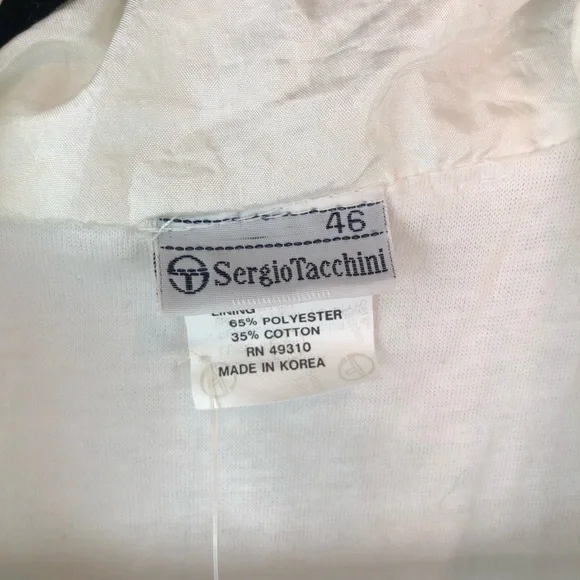 46
SergioTacchini
LINING
65% POLYESTER
35% COTTON
RN 49310
MADE IN KOREA